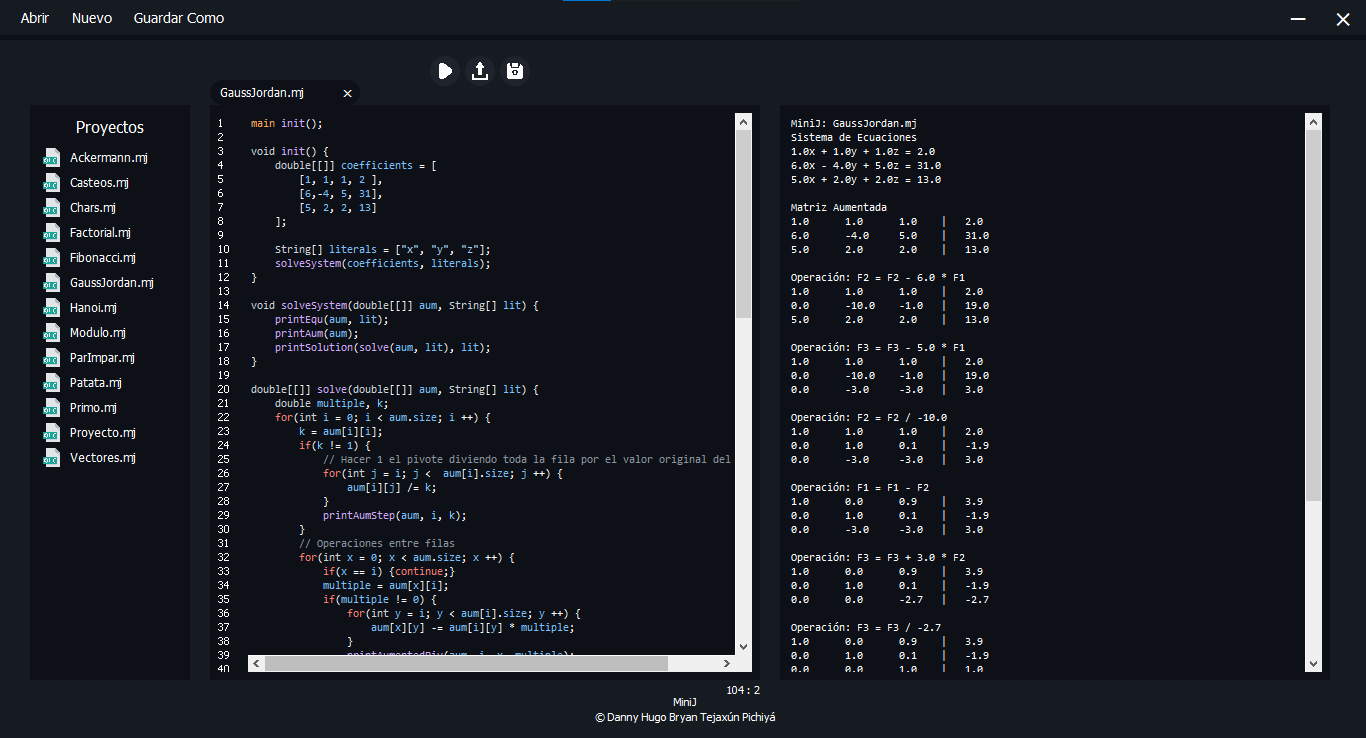 Abrir Nuevo Guardar Como
GaussJordan.mj
Proyectos
Ackermann.mj
Casteos.mj
Chars.mj
Factorial.mj
Fibonacci.mj
GaussJordan.mj
Hanoi.mj
Modulo.mj
ParImpar.mj
Patata.mj
Primo.mj
Proyecto.mj
Vectores.mj
1 main init();
2
3 void init() {
4     double[[]] coefficients = [
5         [1, 1, 1, 2 ],
6         [6,-4, 5, 31],
7         [5, 2, 2, 13]
8     ];
9
10     String[] literals = ["x", "y", "z"];
11     solveSystem(coefficients, literals);
12 }
13
14 void solveSystem(double[[]] aum, String[] lit) {
15     printEqu(aum, lit);
16     printAum(aum);
17     printSolution(solve(aum, lit), lit);
18 }
19
20 double[[]] solve(double[[]] aum, String[] lit) {
21     double multiple, k;
22     for(int i = 0; i < aum.size; i ++) {
23         k = aum[i][i];
24         if(k != 1) {
25             // Hacer 1 el pivote diviendo toda la fila por el valor original del
26             for(int j = i; j <  aum[i].size; j ++) {
27                 aum[i][j] /= k;
28             }
29             printAumStep(aum, i, k);
30         }
31         // Operaciones entre filas
32         for(int x = 0; x < aum.size; x ++) {
33             if(x == i) {continue;}
34             multiple = aum[x][i];
35             if(multiple != 0) {
36                 for(int y = i; y < aum[i].size; y ++) {
37                     aum[x][y] -= aum[i][y] * multiple;
38                 }
39
40
MiniJ: GaussJordan.mj
Sistema de Ecuaciones
1.0x + 1.0y + 1.0z = 2.0
6.0x - 4.0y + 5.0z = 31.0
5.0x + 2.0y + 2.0z = 13.0
Matriz Aumentada
1.0 1.0 1.0 | 2.0
6.0 -4.0 5.0 | 31.0
5.0 2.0 2.0 | 13.0
Operación: F2 = F2 - 6.0 * F1
1.0 1.0 1.0 | 2.0
0.0 -10.0 -1.0 | 19.0
5.0 2.0 2.0 | 13.0
Operación: F3 = F3 - 5.0 * F1
1.0 1.0 1.0 | 2.0
0.0 -10.0 -1.0 | 19.0
0.0 -3.0 -3.0 | 3.0
Operación: F2 = F2 / -10.0
1.0 1.0 1.0 | 2.0
0.0 1.0 0.1 | -1.9
0.0 -3.0 -3.0 | 3.0
Operación: F1 = F1 - F2
1.0 0.0 0.9 | 3.9
0.0 1.0 0.1 | -1.9
0.0 -3.0 -3.0 | 3.0
Operación: F3 = F3 + 3.0 * F2
1.0 0.0 0.9 | 3.9
0.0 1.0 0.1 | -1.9
0.0 0.0 -2.7 | -2.7
Operación: F3 = F3 / -2.7
1.0 0.0 0.9 | 3.9
0.0 1.0 0.1 | -1.9
0.0 0.0 1.0 | 1.0
104 : 2
MiniJ
© Danny Hugo Bryan Tejaxún Pichiyá